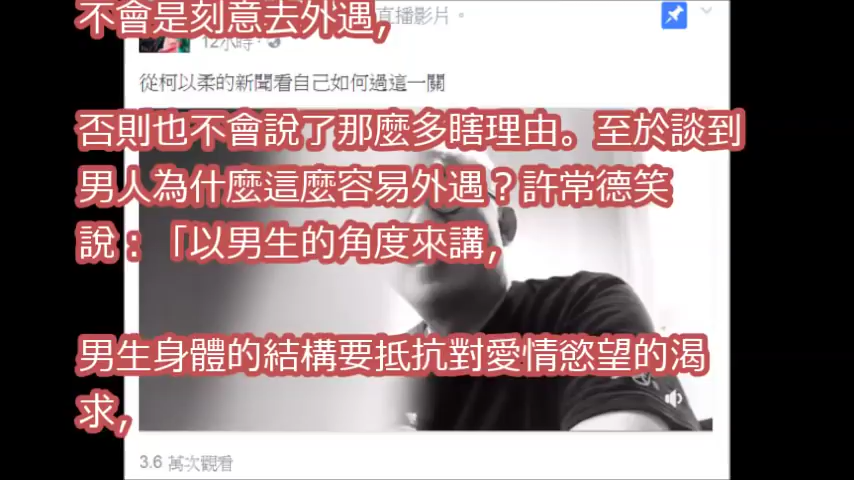 不會是刻意去外遇,
直播影片。
12小時·
從柯以柔的新聞看自己如何過這一關
否則也不會說了那麼多瞎理由。至於談到
男人為什麼這麼容易外遇？許常德笑
說：「以男生的角度來講,
男生身體的結構要抵抗對愛情慾望的渴
求,
3.6 萬次觀看